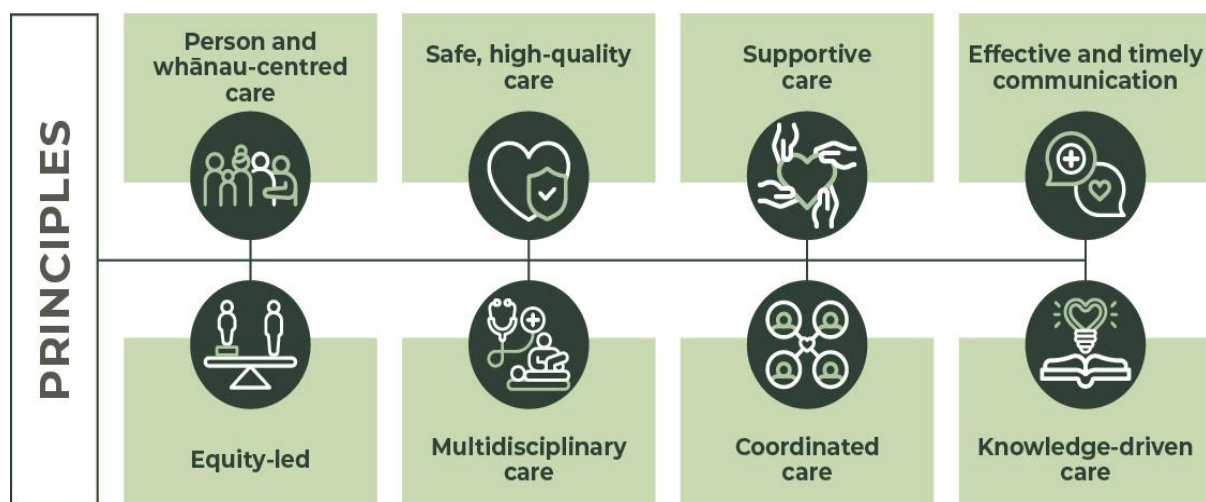 PRINCIPLES
Person and
whānau-centred
care
Safe, high-quality
care
Supportive
care
Effective and timely
communication
Equity-led
Multidisciplinary
care
Coordinated
care
Knowledge-driven
care